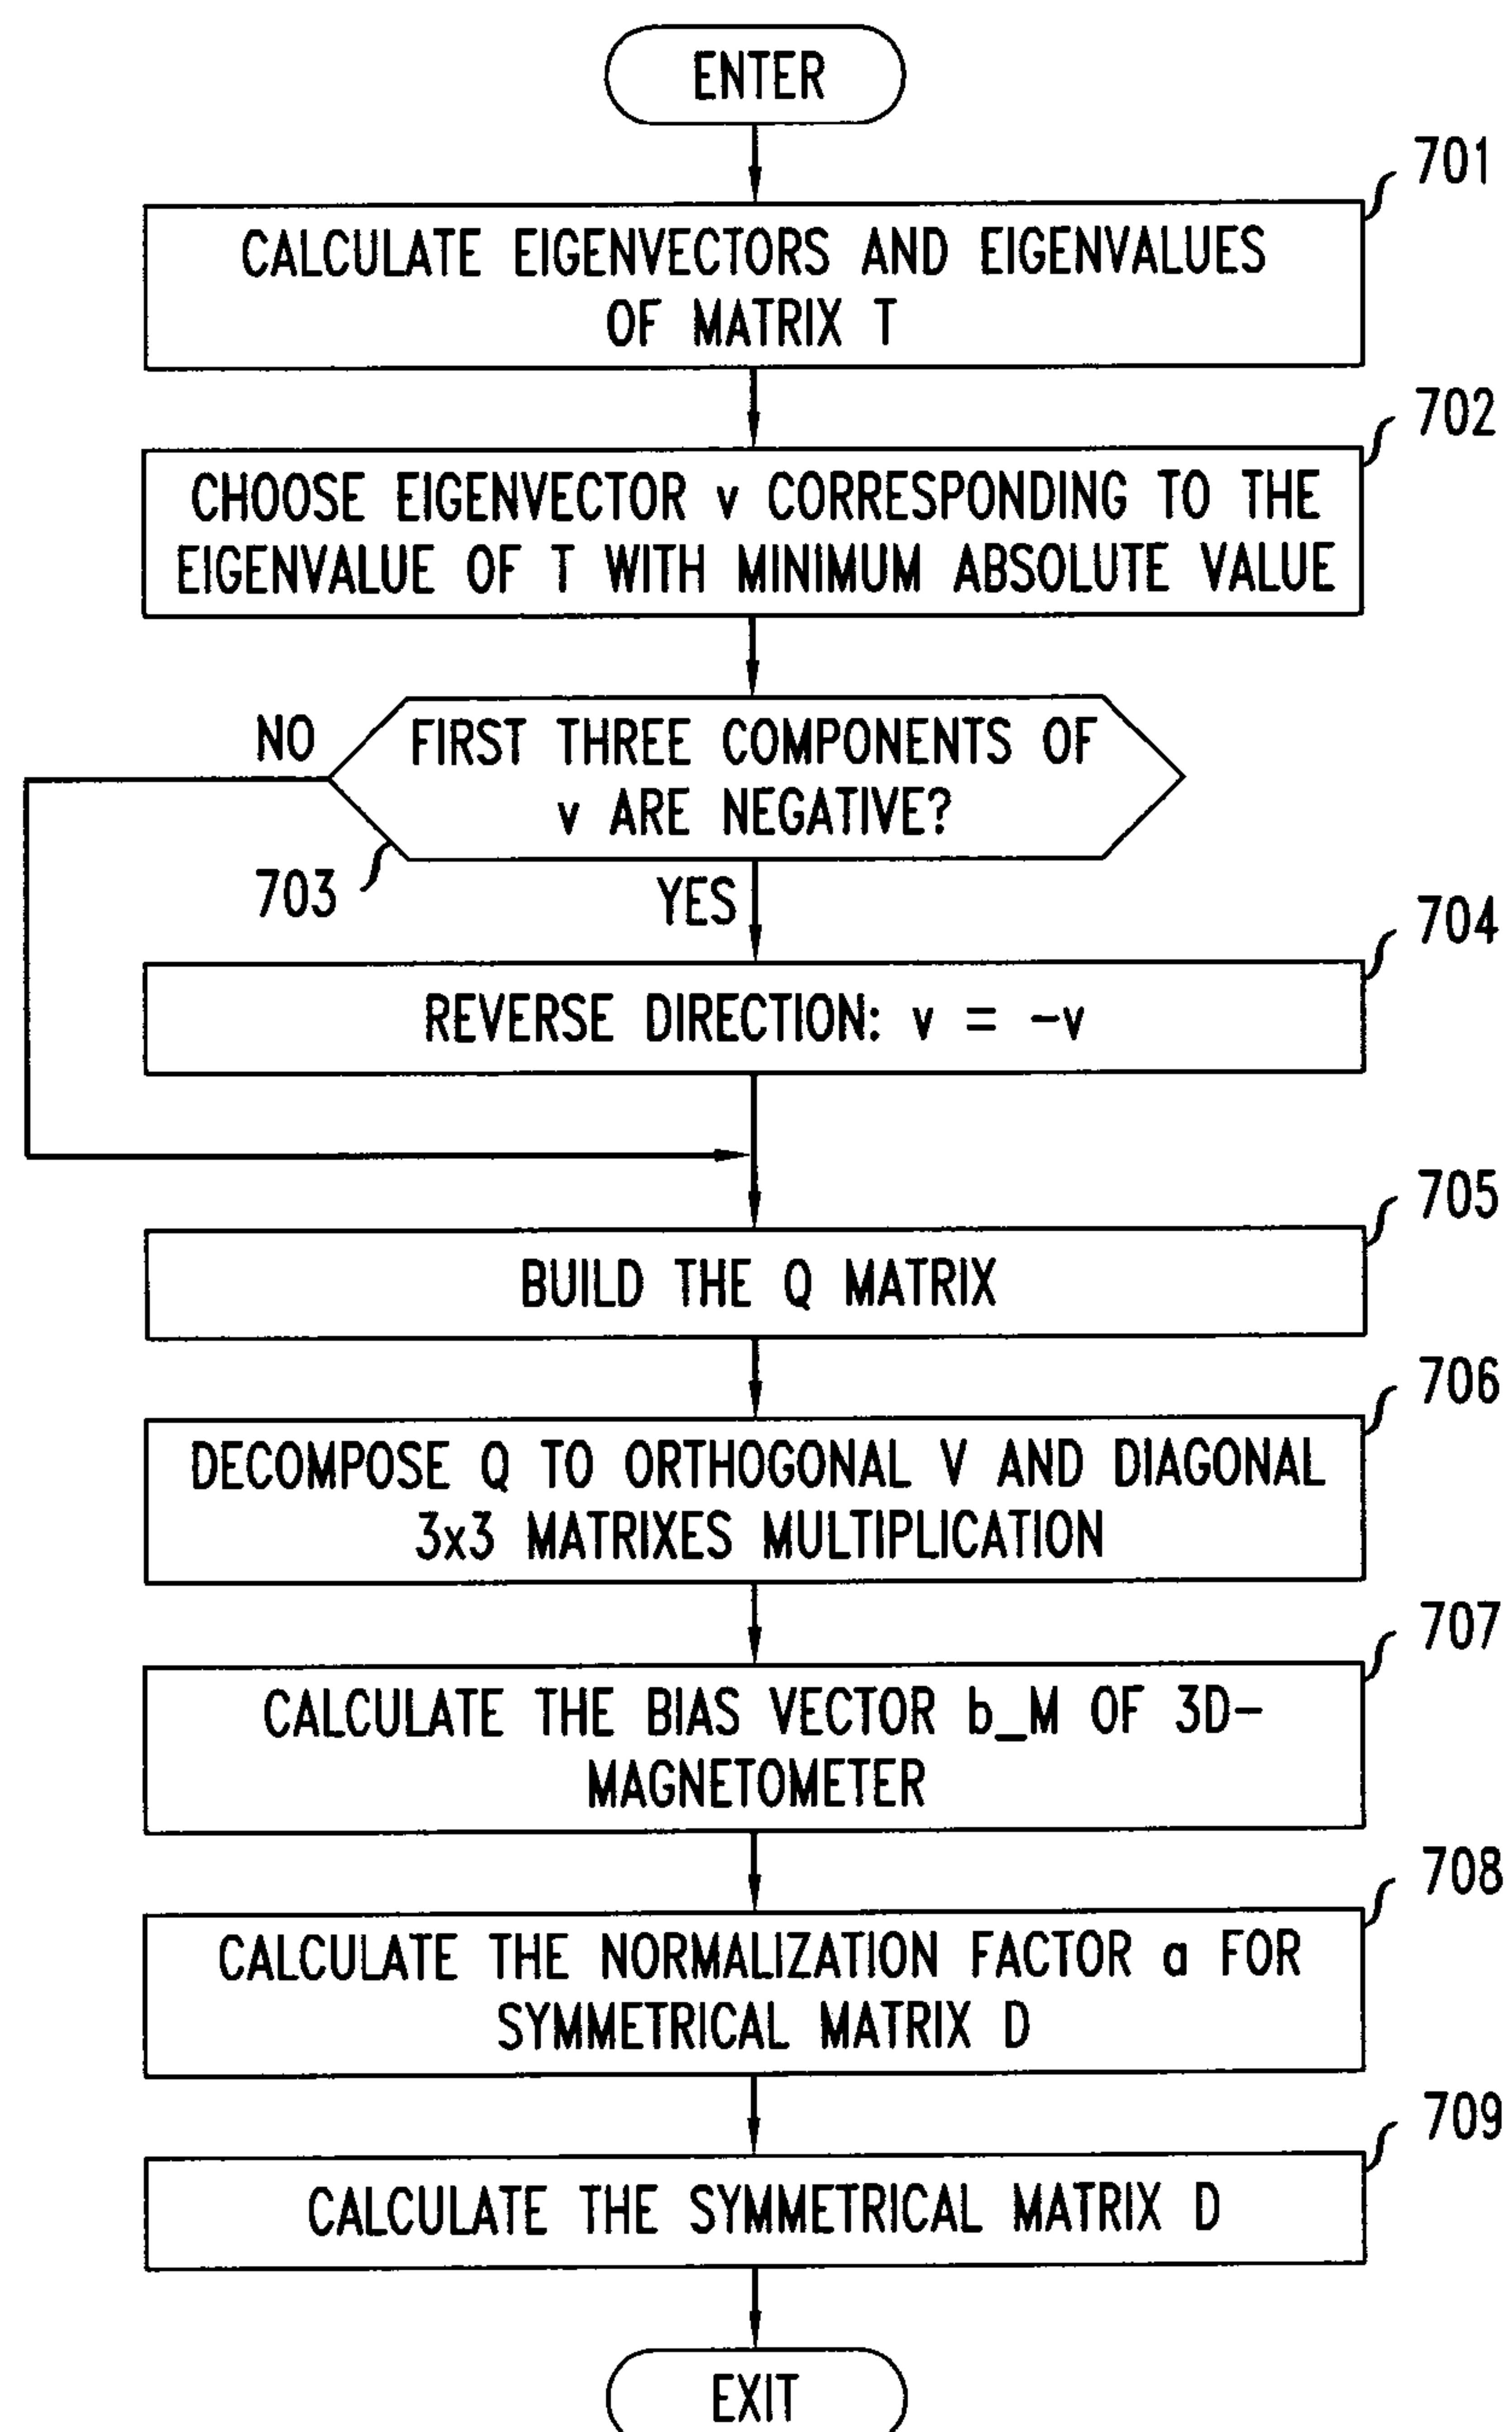 ENTER
701
CALCULATE EIGENVECTORS AND EIGENVALUES
OF MATRIX T
702
CHOOSE EIGENVECTOR v CORRESPONDING TO THE
EIGENVALUE OF T WITH MINIMUM ABSOLUTE VALUE
NO
FIRST THREE COMPONENTS OF
v ARE NEGATIVE?
703
YES
704
REVERSE DIRECTION: v = -v
705
BUILD THE Q MATRIX
706
DECOMPOSE Q TO ORTHOGONAL V AND DIAGONAL
3x3 MATRIXES MULTIPLICATION
707
CALCULATE THE BIAS VECTOR b_M OF 3D-
MAGNETOMETER
708
CALCULATE THE NORMALIZATION FACTOR a FOR
SYMMETRICAL MATRIX D
709
CALCULATE THE SYMMETRICAL MATRIX D
EXIT